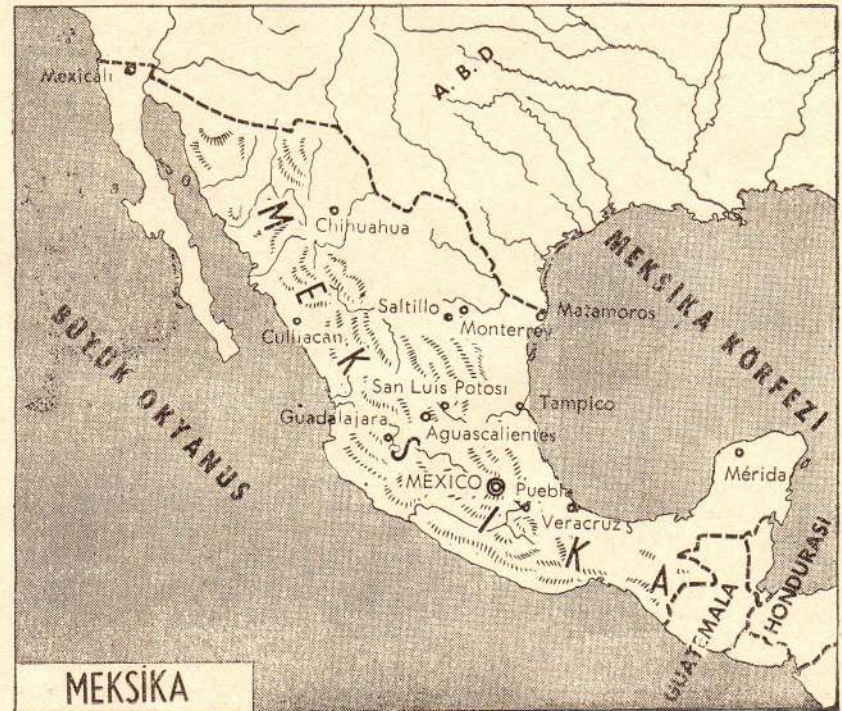 A. B. D
Mexicali
MEKSİKA
Chihuahua
MEKSİKA KÖRFEZİ
BÜYÜK OKYANUS
Saltillo
Monterrey
Matamoros
Culiacan
San Luis Potosı
Tampico
Guadalajara
Aguascalientes
MEXICO
Puebla
Veracruz
Mérida
GUATEMALA
HONDURASI
MEKSİKA